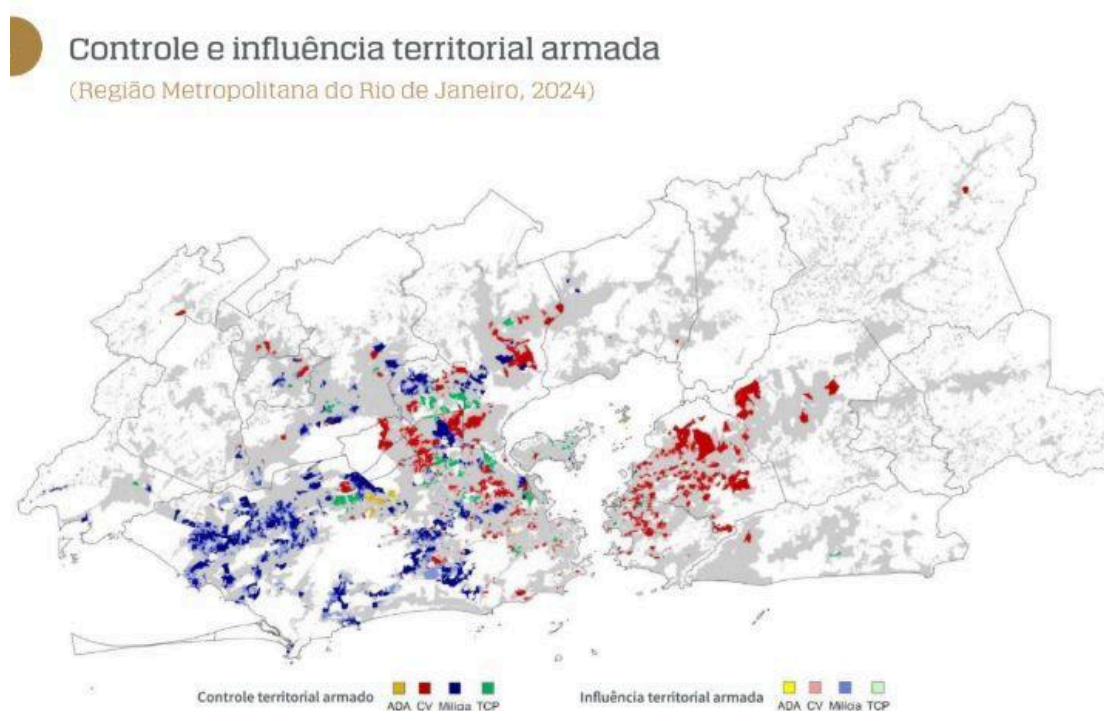 Controle e influência territorial armada
(Região Metropolitana do Rio de Janeiro, 2024)
Controle territorial armado
ADA CV Milícia TCP
Influência territorial armada
ADA CV Milícia TCP